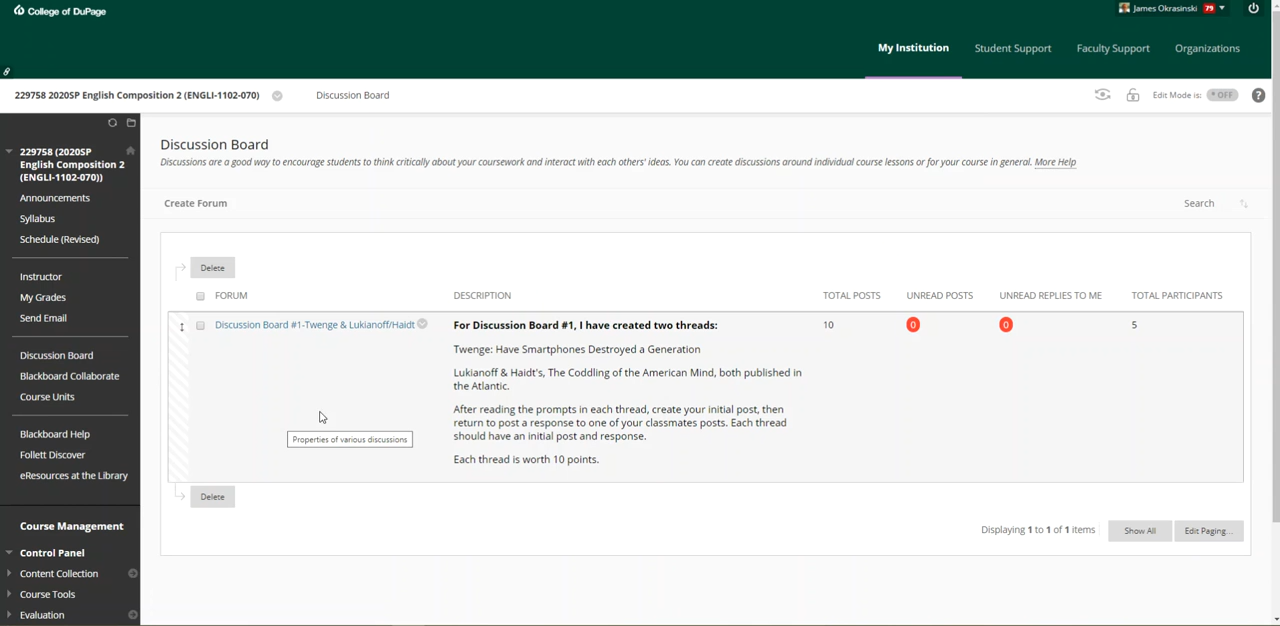 College of DuPage
James Okrasinski 79
My Institution Student Support Faculty Support Organizations
229758 2020SP English Composition 2 (ENGLI-1102-070) Discussion Board Edit Mode is: OFF ?
229758 (2020SP
English Composition 2
(ENGLI-1102-070))
Announcements
Syllabus
Schedule (Revised)
Instructor
My Grades
Send Email
Discussion Board
Blackboard Collaborate
Course Units
Blackboard Help
Follett Discover
eResources at the Library
Course Management
Control Panel
Content Collection
Course Tools
Evaluation
Discussion Board
Discussions are a good way to encourage students to think critically about your coursework and interact with each others' ideas. You can create discussions around individual course lessons or for your course in general. More Help
Create Forum Search
Delete
FORUM DESCRIPTION TOTAL POSTS UNREAD POSTS UNREAD REPLIES TO ME TOTAL PARTICIPANTS
Discussion Board #1-Twenge & Lukianoff/Haidt For Discussion Board #1, I have created two threads: 10 0 0 5
Twenge: Have Smartphones Destroyed a Generation
Lukianoff & Haidt's, The Coddling of the American Mind, both published in
the Atlantic.
After reading the prompts in each thread, create your initial post, then
return to post a response to one of your classmates posts. Each thread
should have an initial post and response.
Each thread is worth 10 points.
Properties of various discussions
Delete
Displaying 1 to 1 of 1 items Show All Edit Paging...